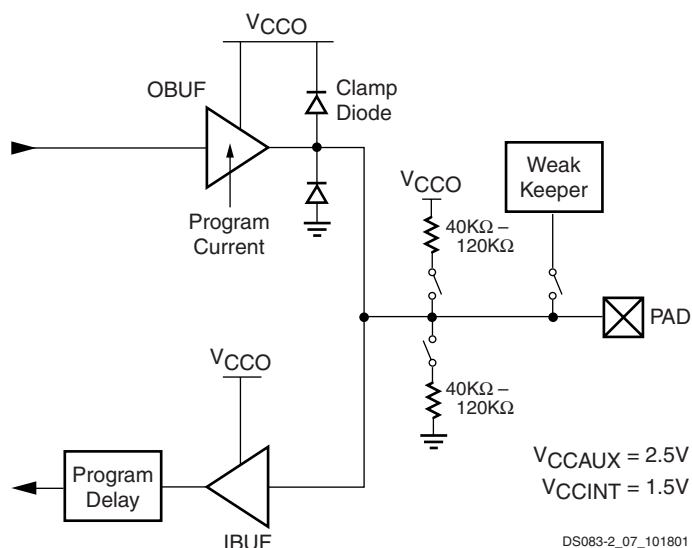 VCCO
OBUF
Clamp
Diode
Program
Current
VCCO
40KΩ –
120KΩ
Weak
Keeper
PAD
40KΩ –
120KΩ
VCCO
Program
Delay
IBUF
VCCAUX = 2.5V
VCCINT = 1.5V
DS083-2_07_101801